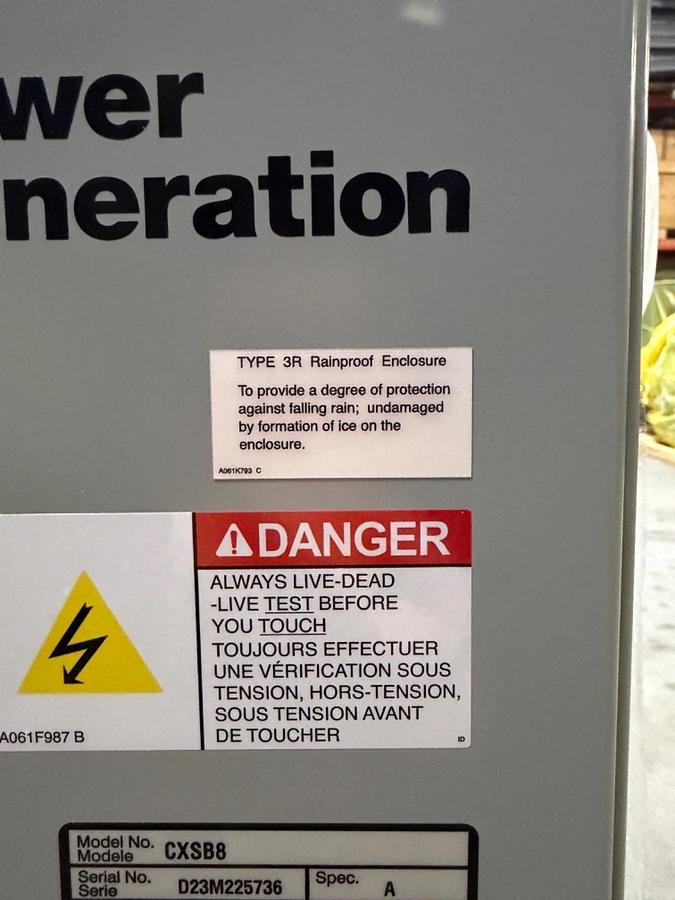 wer
neration
TYPE 3R Rainproof Enclosure
To provide a degree of protection
against falling rain; undamaged
by formation of ice on the
enclosure.
A061K793 C
DANGER
ALWAYS LIVE-DEAD
-LIVE TEST BEFORE
YOU TOUCH
TOUJOURS EFFECTUER
UNE VÉRIFICATION SOUS
TENSION, HORS-TENSION,
SOUS TENSION AVANT
DE TOUCHER
A061F987 B
ID
Model No. CXSB8
Modele
Serial No. D23M225736 Spec. A
Serie